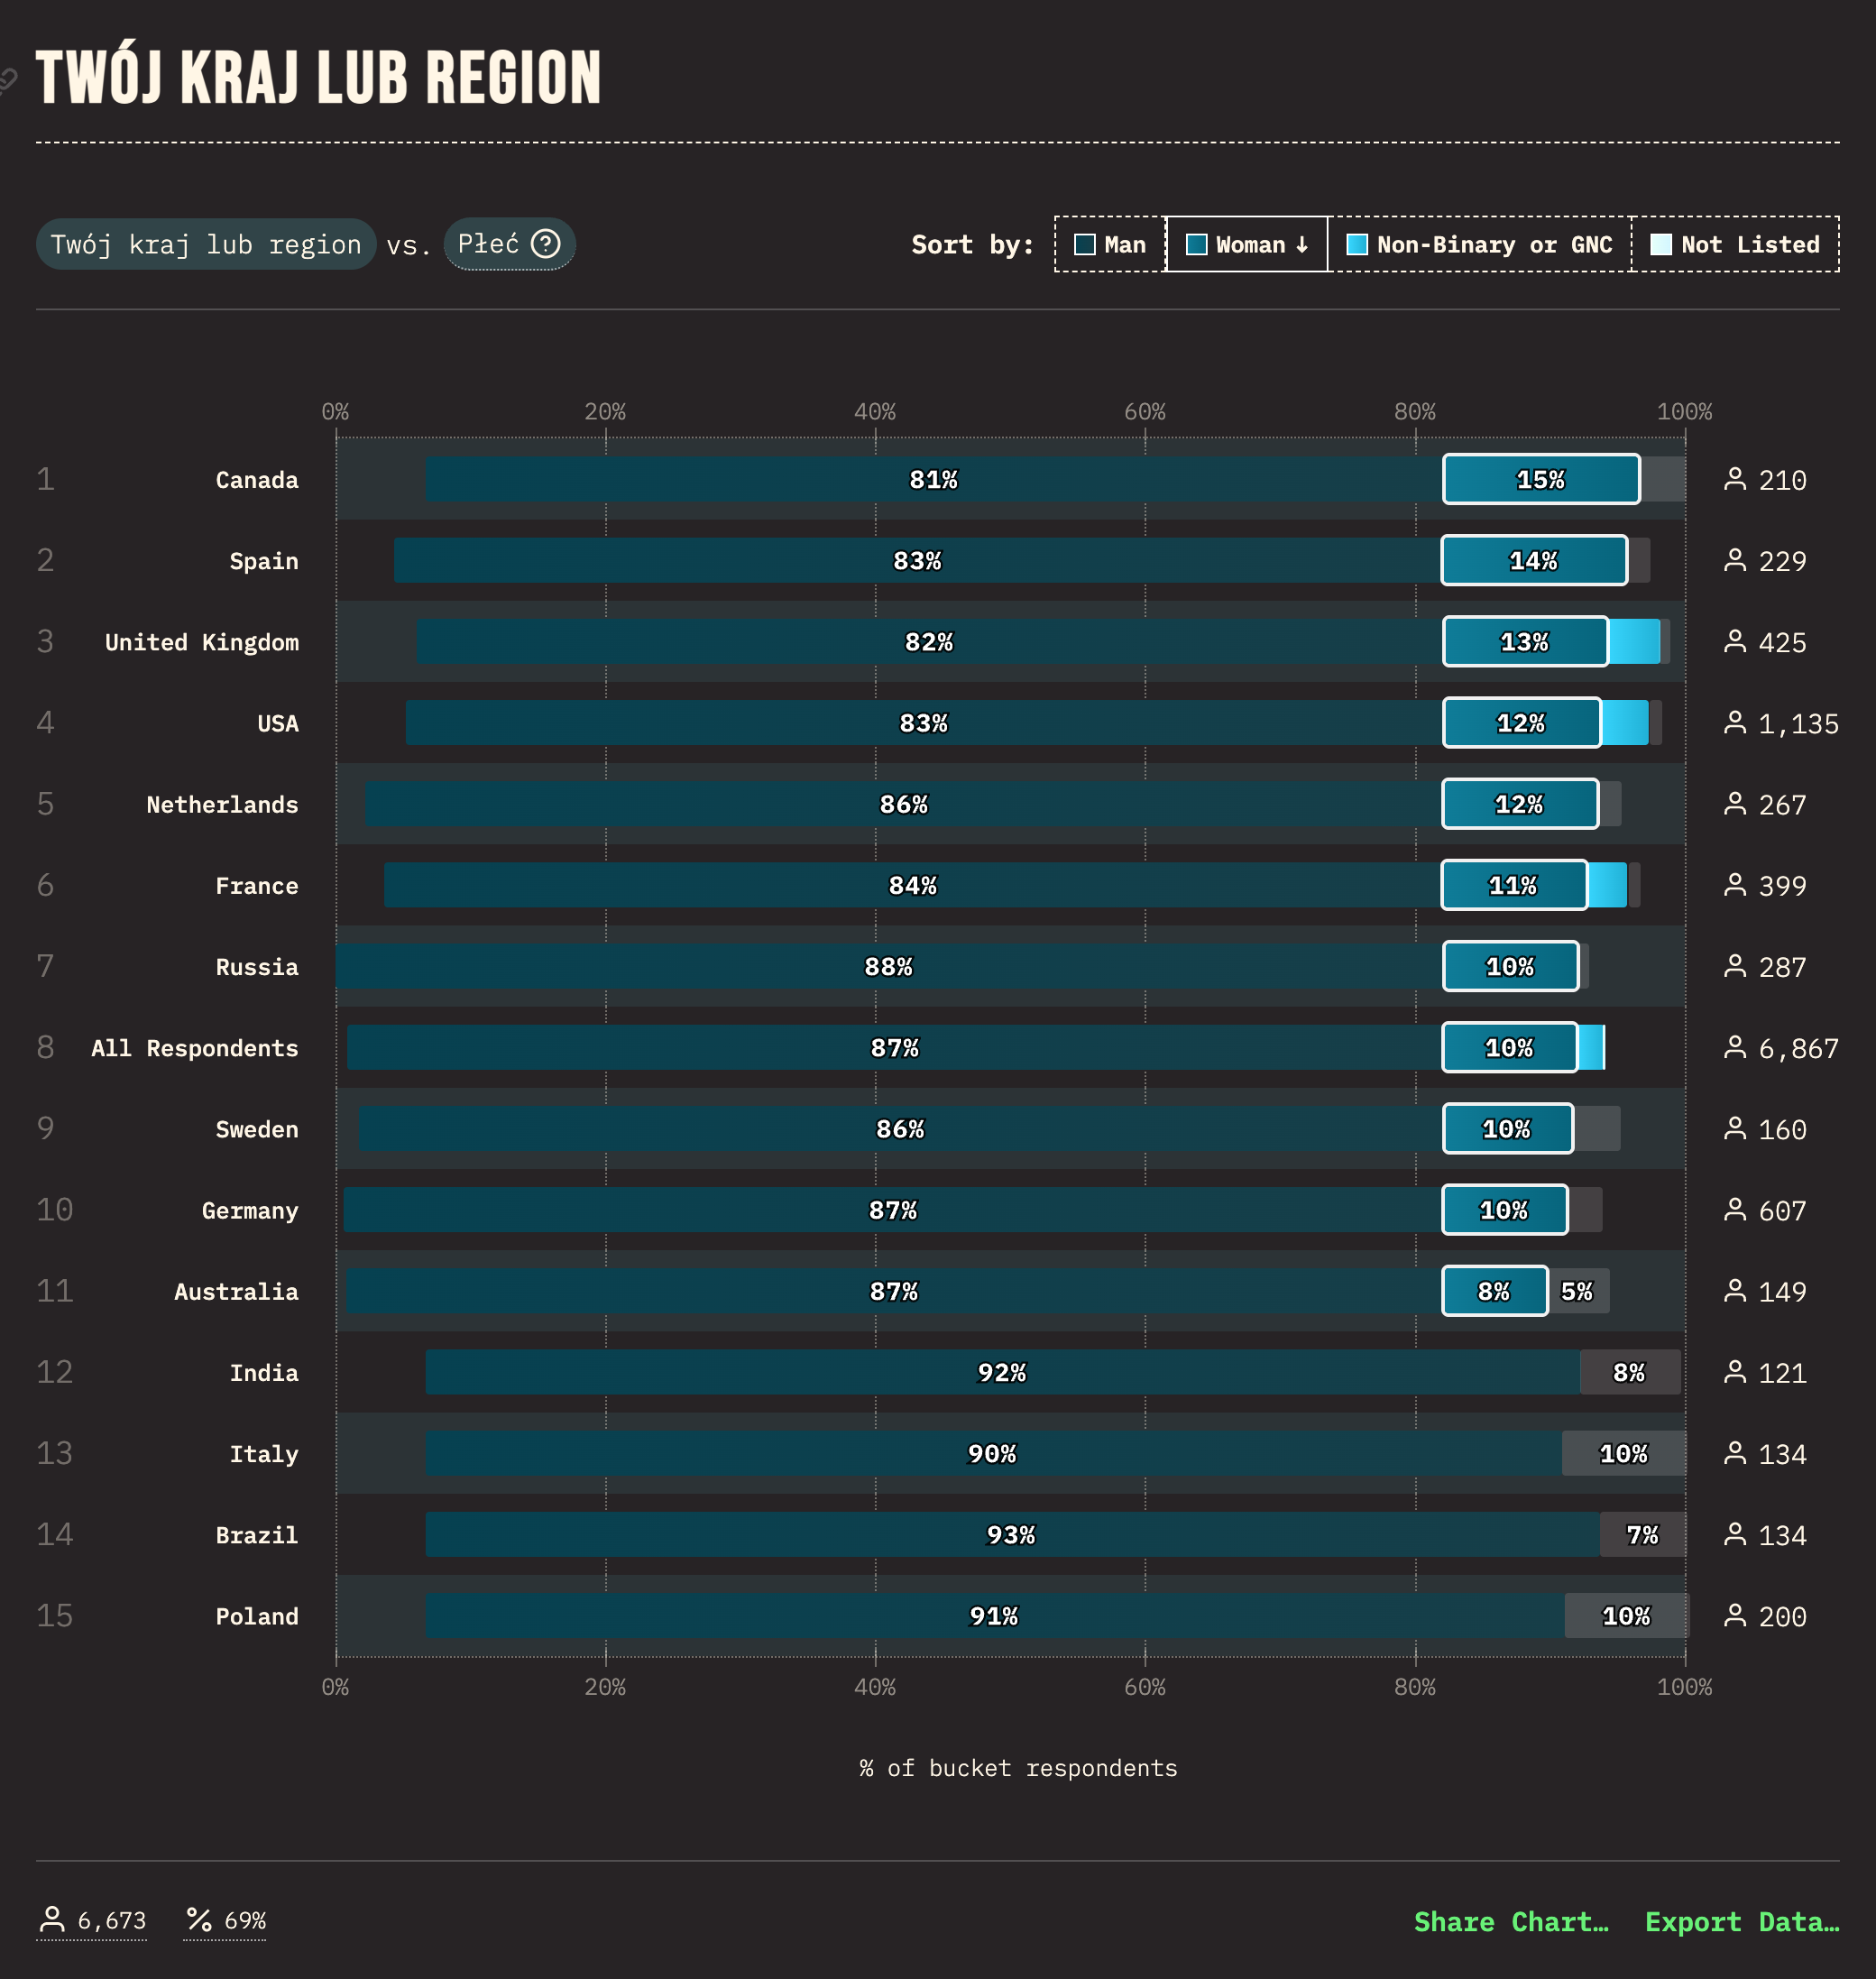 TWÓJ KRAJ LUB REGION
Twój kraj lub region vs. Płeć ? Sort by: Man Woman ↓ Non-Binary or GNC Not Listed
0% 20% 40% 60% 80% 100%
1 Canada 81% 15% 210
2 Spain 83% 14% 229
3 United Kingdom 82% 13% 425
4 USA 83% 12% 1,135
5 Netherlands 86% 12% 267
6 France 84% 11% 399
7 Russia 88% 10% 287
8 All Respondents 87% 10% 6,867
9 Sweden 86% 10% 160
10 Germany 87% 10% 607
11 Australia 87% 8% 5% 149
12 India 92% 8% 121
13 Italy 90% 10% 134
14 Brazil 93% 7% 134
15 Poland 91% 10% 200
0% 20% 40% 60% 80% 100%
% of bucket respondents
6,673 % 69% Share Chart… Export Data…